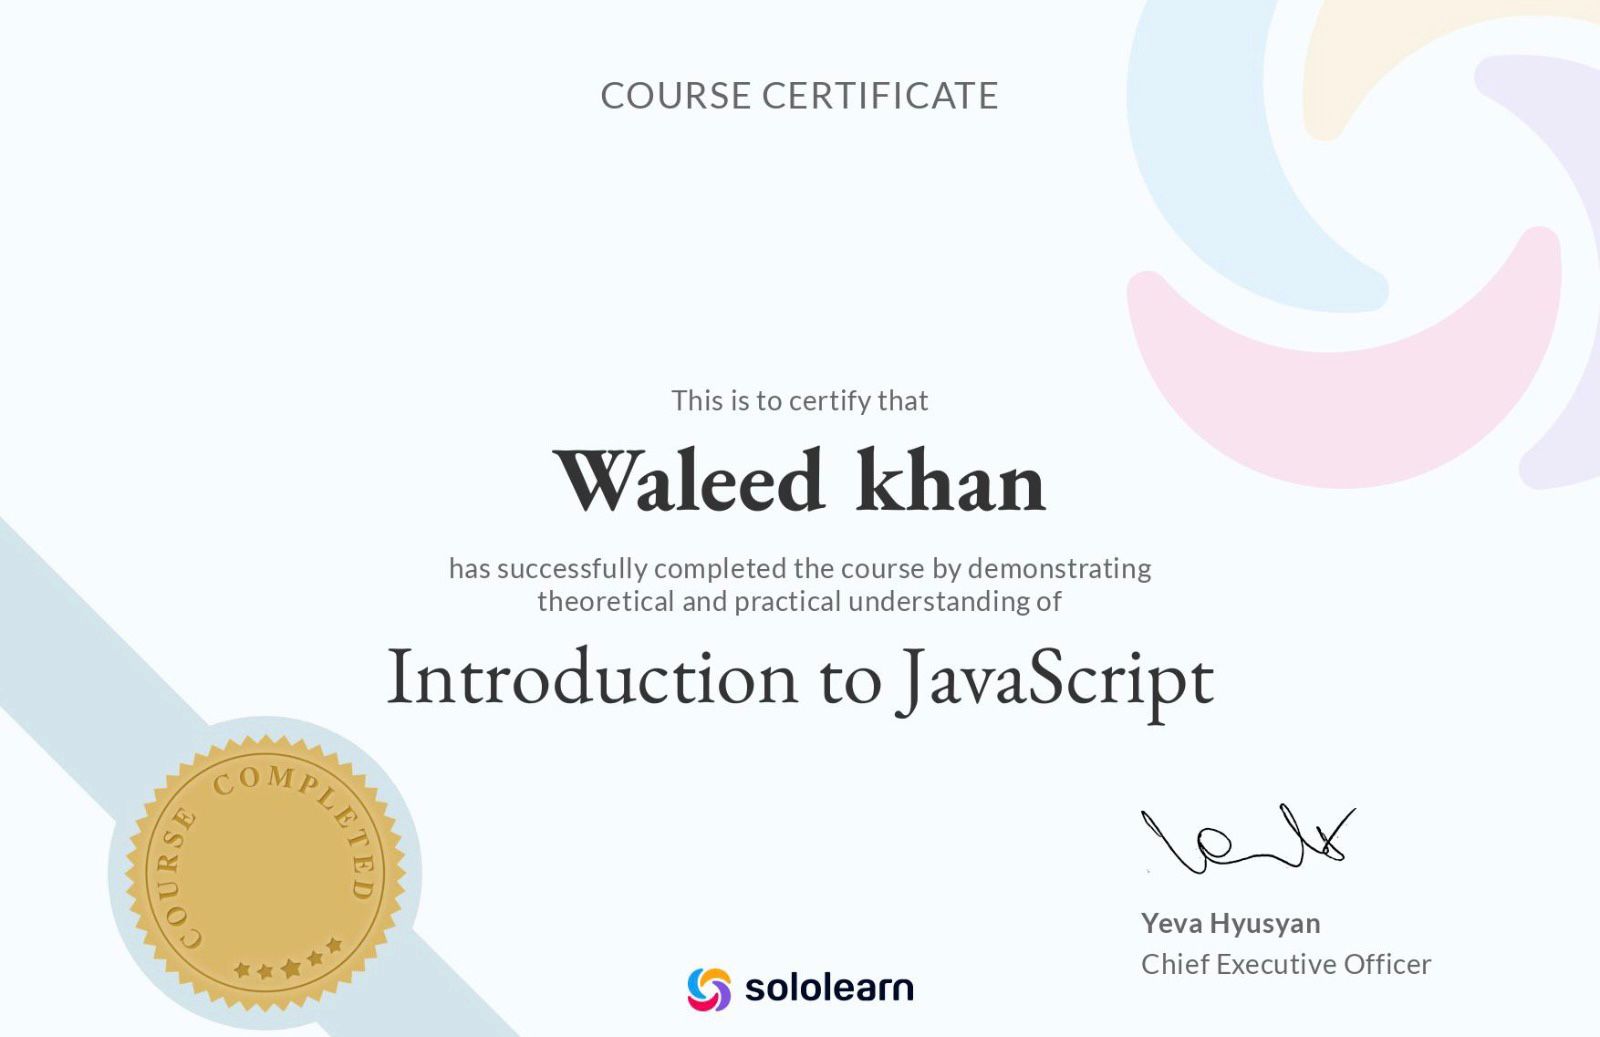 COURSE CERTIFICATE
This is to certify that
Waleed khan
has successfully completed the course by demonstrating
theoretical and practical understanding of
Introduction to JavaScript
COURSE COMPLETED
Yeva Hyusyan
Chief Executive Officer
sololearn